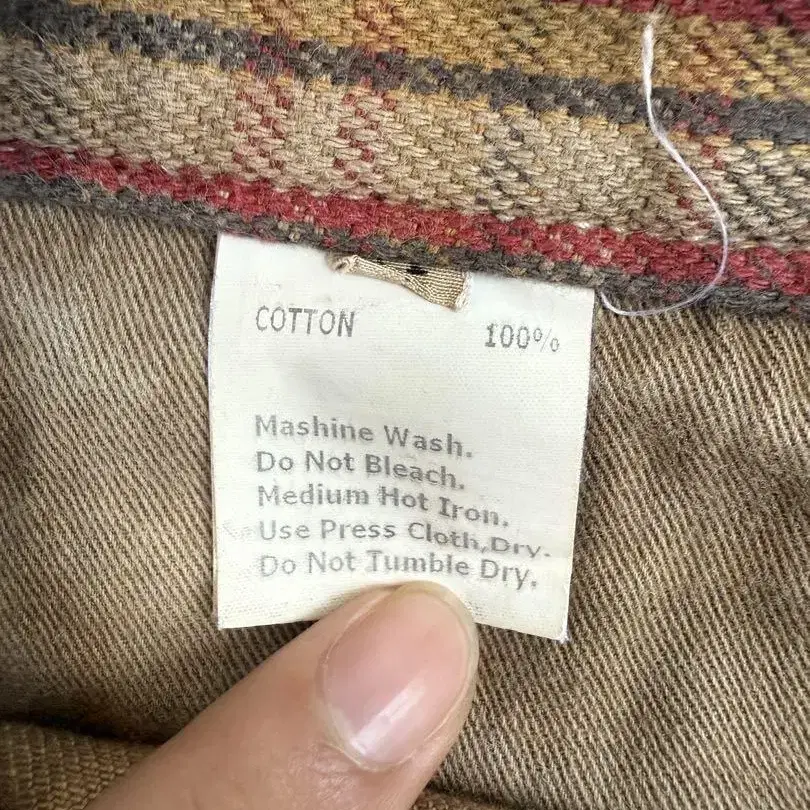 COTTON 100%
Mashine Wash.
Do Not Bleach.
Medium Hot Iron.
Use Press Cloth,Dry.
Do Not Tumble Dry.